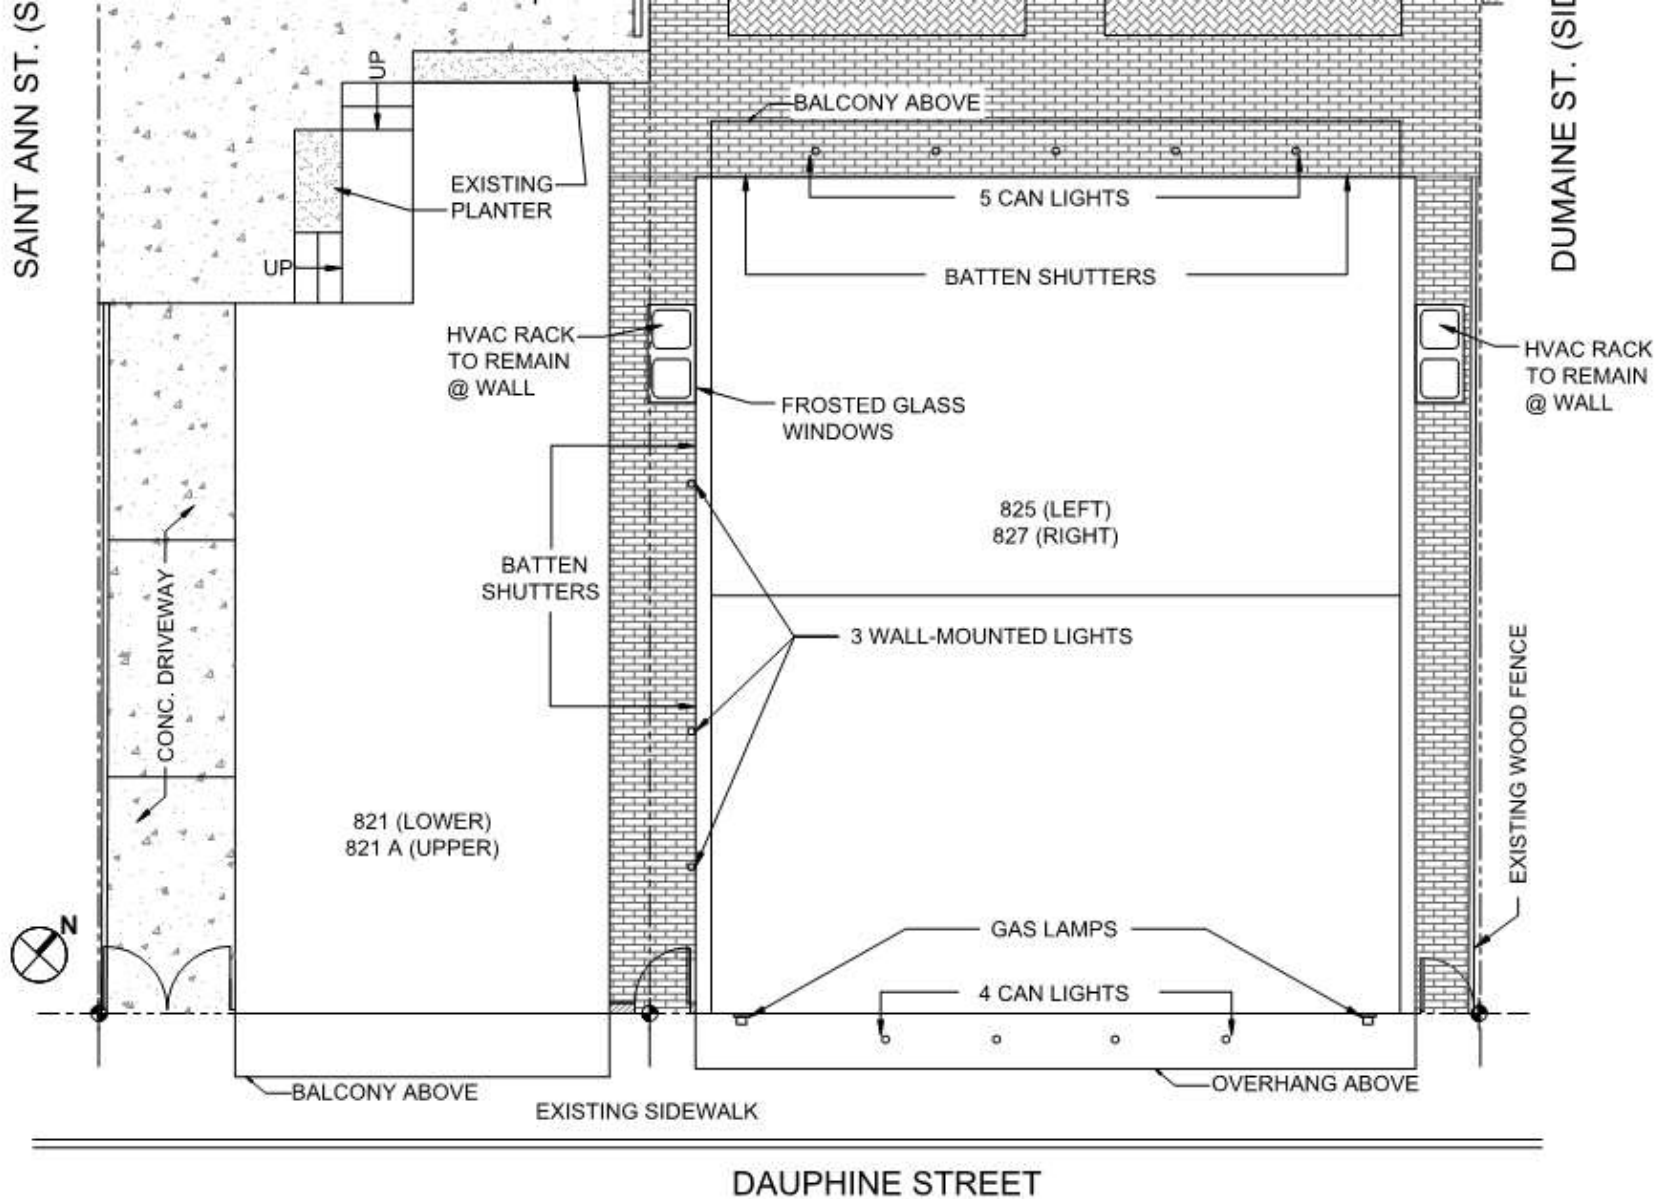 SAINT ANN ST. (S
DUMAINE ST. (SID
UP
BALCONY ABOVE
EXISTING
PLANTER
5 CAN LIGHTS
UP
BATTEN SHUTTERS
HVAC RACK
TO REMAIN
@ WALL
HVAC RACK
TO REMAIN
@ WALL
FROSTED GLASS
WINDOWS
825 (LEFT)
827 (RIGHT)
BATTEN
SHUTTERS
CONC. DRIVEWAY
3 WALL-MOUNTED LIGHTS
EXISTING WOOD FENCE
821 (LOWER)
821 A (UPPER)
N
GAS LAMPS
4 CAN LIGHTS
BALCONY ABOVE
OVERHANG ABOVE
EXISTING SIDEWALK
DAUPHINE STREET